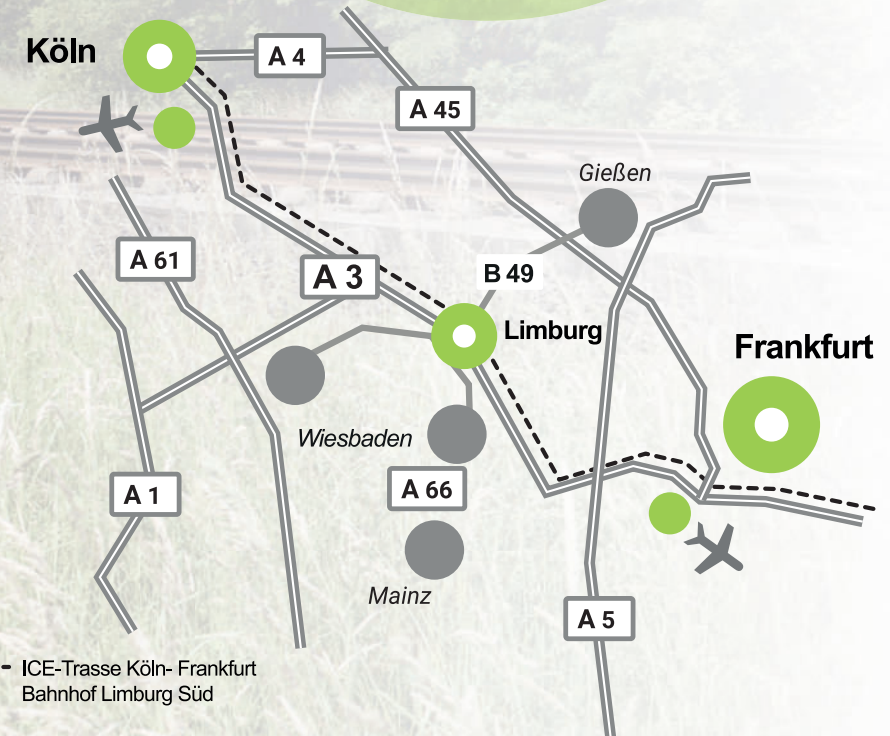 Köln
A 4
A 45
Gießen
A 61
A 3
B 49
Limburg
Frankfurt
Wiesbaden
A 66
A 1
Mainz
A 5
ICE-Trasse Köln- Frankfurt
Bahnhof Limburg Süd